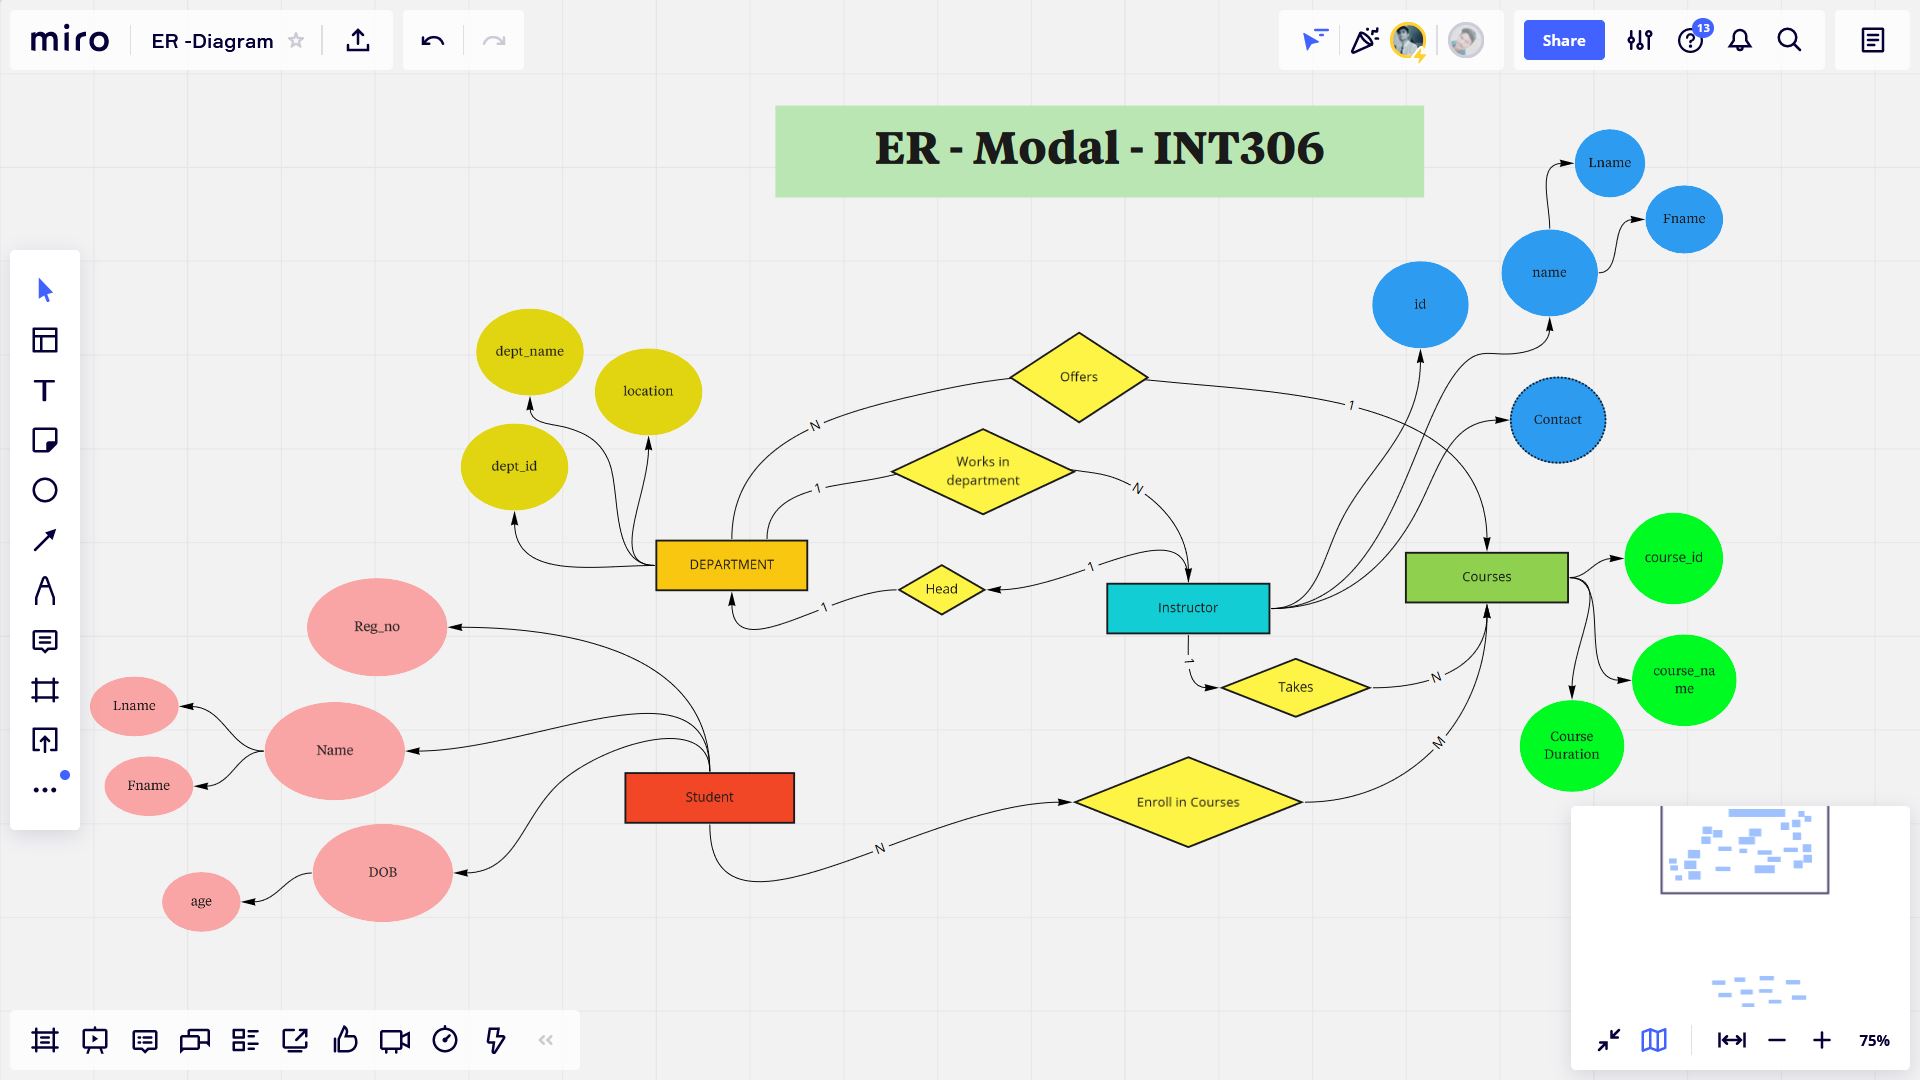 miro
ER -Diagram
Share
13
ER - Modal - INT306
Lname
Fname
name
id
Contact
dept_name
location
dept_id
Offers
N
1
Works in
department
1
N
DEPARTMENT
Head
1
1
Instructor
Courses
course_id
course_na
me
Course
Duration
1
Takes
N
Reg_no
Lname
Name
Fname
Student
DOB
age
N
Enroll in Courses
M
75%